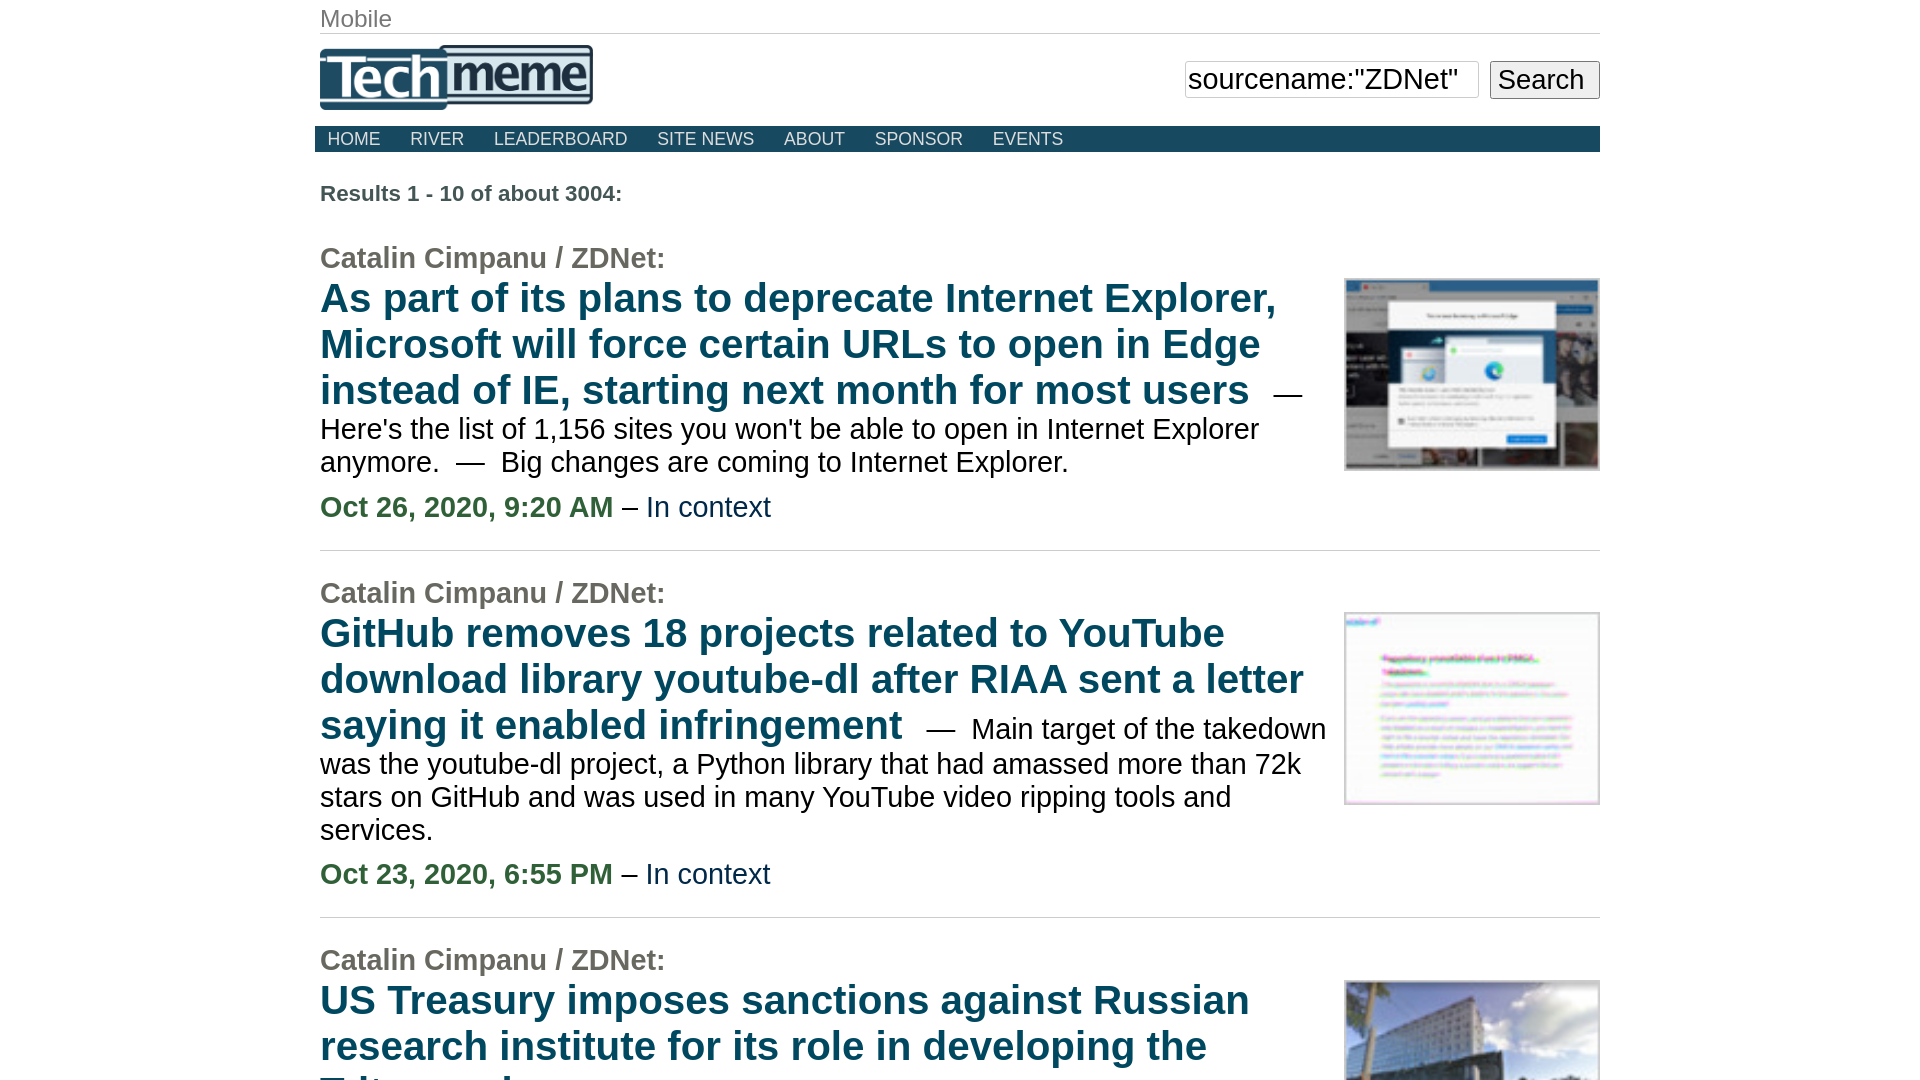 Mobile
Techmeme
sourcename:"ZDNet"
Search
HOME RIVER LEADERBOARD SITE NEWS ABOUT SPONSOR EVENTS
Results 1 - 10 of about 3004:
Catalin Cimpanu / ZDNet:
As part of its plans to deprecate Internet Explorer,
Microsoft will force certain URLs to open in Edge
instead of IE, starting next month for most users —
Here's the list of 1,156 sites you won't be able to open in Internet Explorer
anymore. — Big changes are coming to Internet Explorer.
Oct 26, 2020, 9:20 AM – In context
Catalin Cimpanu / ZDNet:
GitHub removes 18 projects related to YouTube
download library youtube-dl after RIAA sent a letter
saying it enabled infringement — Main target of the takedown
was the youtube-dl project, a Python library that had amassed more than 72k
stars on GitHub and was used in many YouTube video ripping tools and
services.
Oct 23, 2020, 6:55 PM – In context
Catalin Cimpanu / ZDNet:
US Treasury imposes sanctions against Russian
research institute for its role in developing the